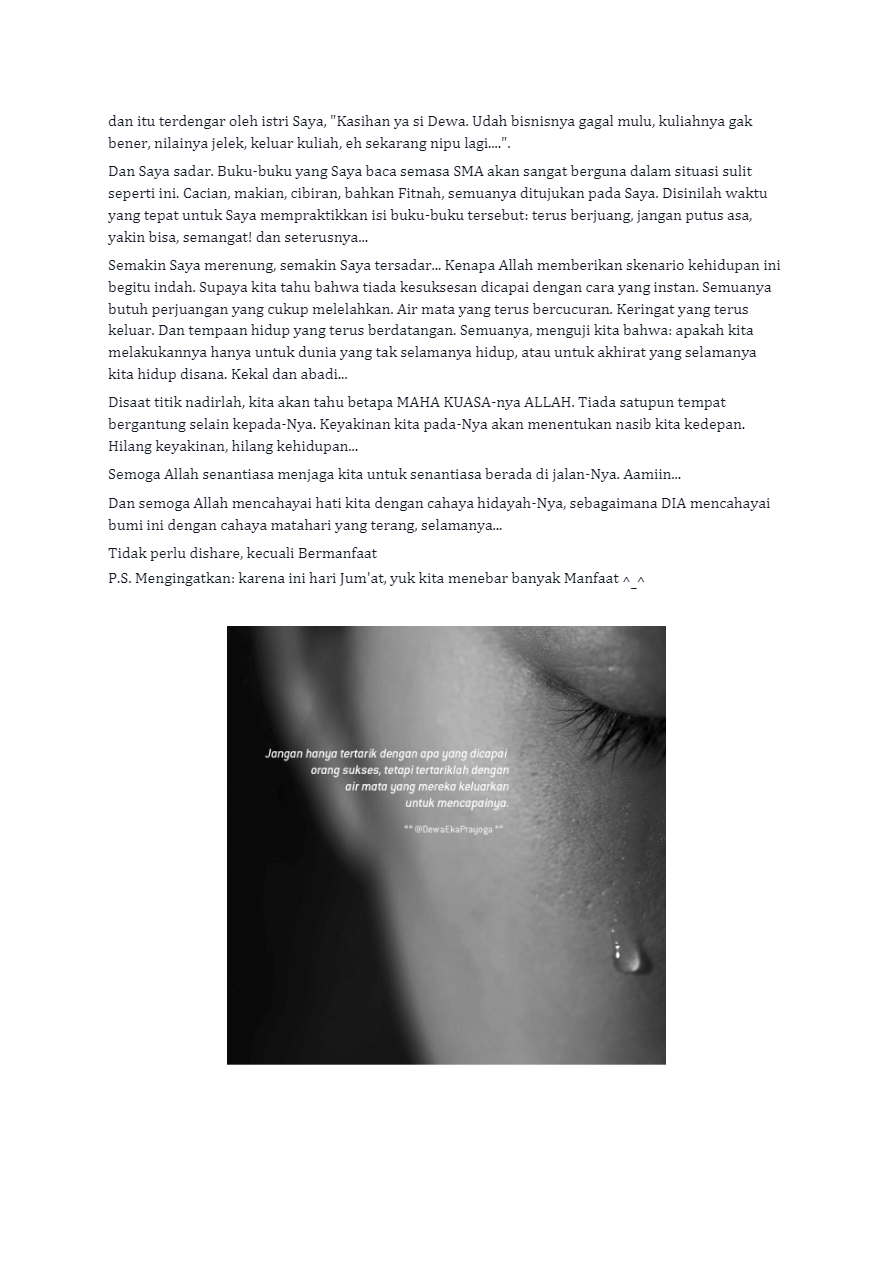 dan itu terdengar oleh istri Saya, "Kasihan ya si Dewa. Udah bisnisnya gagal mulu, kuliahnya gak
bener, nilainya jelek, keluar kuliah, eh sekarang nipu lagi....".
Dan Saya sadar. Buku-buku yang Saya baca semasa SMA akan sangat berguna dalam situasi sulit
seperti ini. Cacian, makian, cibiran, bahkan Fitnah, semuanya ditujukan pada Saya. Disinilah waktu
yang tepat untuk Saya mempraktikkan isi buku-buku tersebut: terus berjuang, jangan putus asa,
yakin bisa, semangat! dan seterusnya...
Semakin Saya merenung, semakin Saya tersadar... Kenapa Allah memberikan skenario kehidupan ini
begitu indah. Supaya kita tahu bahwa tiada kesuksesan dicapai dengan cara yang instan. Semuanya
butuh perjuangan yang cukup melelahkan. Air mata yang terus bercucuran. Keringat yang terus
keluar. Dan tempaan hidup yang terus berdatangan. Semuanya, menguji kita bahwa: apakah kita
melakukannya hanya untuk dunia yang tak selamanya hidup, atau untuk akhirat yang selamanya
kita hidup disana. Kekal dan abadi...
Disaat titik nadirlah, kita akan tahu betapa MAHA KUASA-nya ALLAH. Tiada satupun tempat
bergantung selain kepada-Nya. Keyakinan kita pada-Nya akan menentukan nasib kita kedepan.
Hilang keyakinan, hilang kehidupan...
Semoga Allah senantiasa menjaga kita untuk senantiasa berada di jalan-Nya. Aamiin...
Dan semoga Allah mencahayai hati kita dengan cahaya hidayah-Nya, sebagaimana DIA mencahayai
bumi ini dengan cahaya matahari yang terang, selamanya...
Tidak perlu dishare, kecuali Bermanfaat
P.S. Mengingatkan: karena ini hari Jum'at, yuk kita menebar banyak Manfaat ^_^
Jangan hanya tertarik dengan apa yang dicapai
orang sukses, tetapi tertariklah dengan
air mata yang mereka keluarkan
untuk mencapainya.
** @DewaEkaPrayoga **